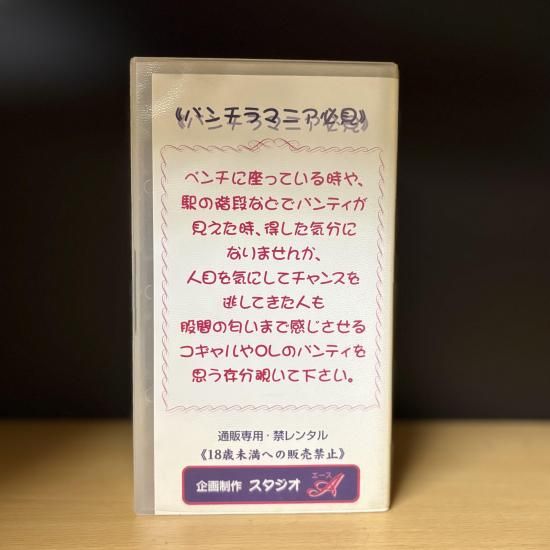 《パンチラマニア必見》
ベンチに座っている時や、
駅の階段などでパンティが
見えた時、得した気分に
なりませんか、
人目を気にしてチャンスを
逃してきた人も
股間の匂いまで感じさせる
コギャルやOLのパンティを
思う存分覗いて下さい。
通販専用・禁レンタル
《18歳未満への販売禁止》
企画制作 スタジオ エース A